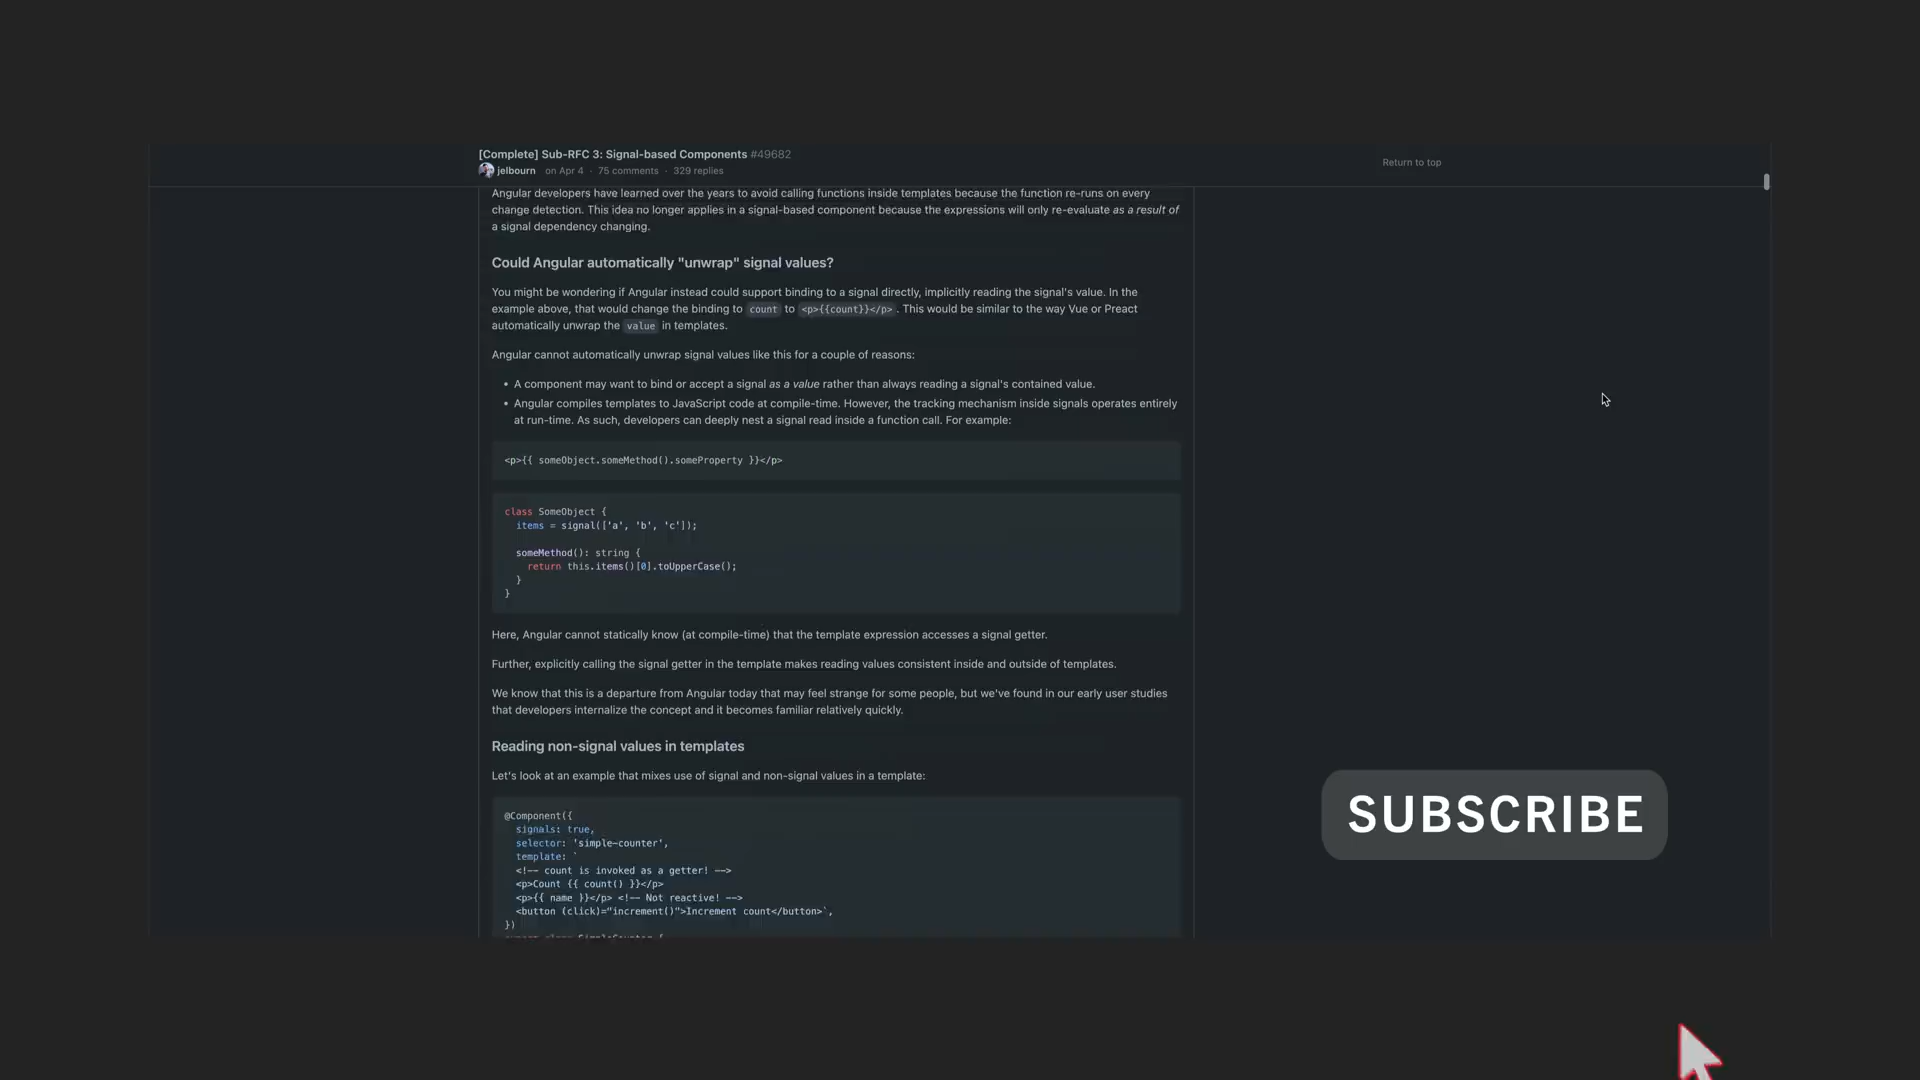 [Complete] Sub-RFC 3: Signal-based Components #49682
jelbourn on Apr 4 · 75 comments · 329 replies
Return to top
Angular developers have learned over the years to avoid calling functions inside templates because the function re-runs on every
change detection. This idea no longer applies in a signal-based component because the expressions will only re-evaluate as a result of
a signal dependency changing.
Could Angular automatically "unwrap" signal values?
You might be wondering if Angular instead could support binding to a signal directly, implicitly reading the signal's value. In the
example above, that would change the binding to count to <p>{{count}}</p>. This would be similar to the way Vue or Preact
automatically unwrap the value in templates.
Angular cannot automatically unwrap signal values like this for a couple of reasons:
• A component may want to bind or accept a signal as a value rather than always reading a signal's contained value.
• Angular compiles templates to JavaScript code at compile-time. However, the tracking mechanism inside signals operates entirely
at run-time. As such, developers can deeply nest a signal read inside a function call. For example:
<p>{{ someObject.someMethod().someProperty }}</p>
class SomeObject {
items = signal(['a', 'b', 'c']);
someMethod(): string {
return this.items()[0].toUpperCase();
}
}
Here, Angular cannot statically know (at compile-time) that the template expression accesses a signal getter.
Further, explicitly calling the signal getter in the template makes reading values consistent inside and outside of templates.
We know that this is a departure from Angular today that may feel strange for some people, but we've found in our early user studies
that developers internalize the concept and it becomes familiar relatively quickly.
Reading non-signal values in templates
Let's look at an example that mixes use of signal and non-signal values in a template:
@Component({
signals: true,
selector: 'simple-counter',
template: `
<!-- count is invoked as a getter! -->
<p>Count {{ count() }}</p>
<p>{{ name }}</p> <!-- Not reactive! -->
<button (click)="increment()">Increment count</button>`,
})
SUBSCRIBE